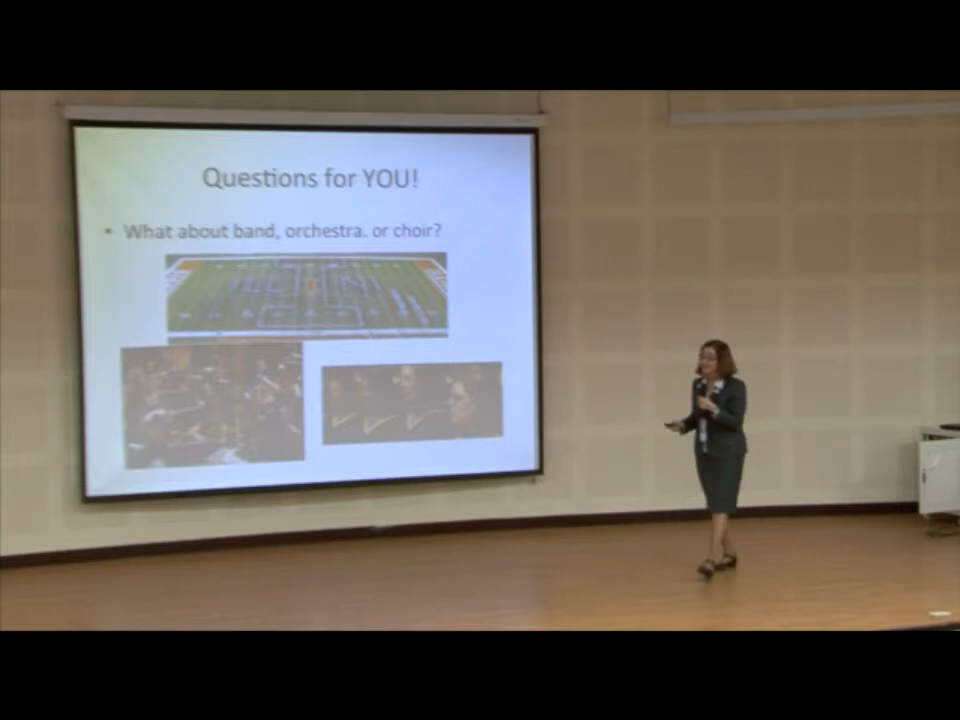 Questions for YOU!
• What about band, orchestra. or choir?